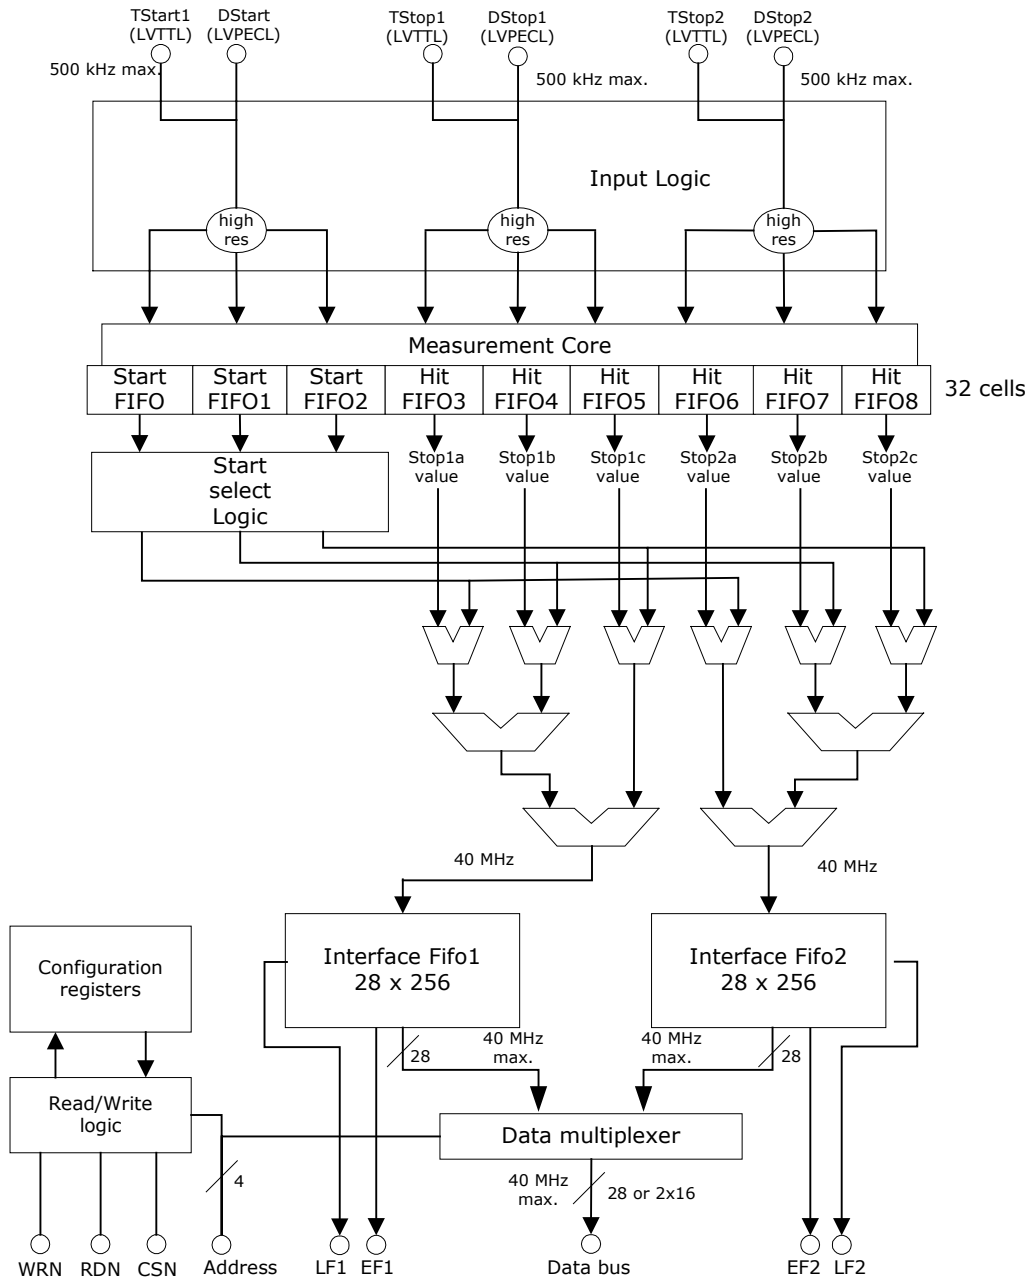 TStart1 DStart TStop1 DStop1 TStop2 DStop2
(LVTTL) (LVPECL) (LVTTL) (LVPECL) (LVTTL) (LVPECL)
500 kHz max. 500 kHz max. 500 kHz max.
Input Logic
high high high
res res res
Measurement Core
Start Start Start Hit Hit Hit Hit Hit Hit
FIFO FIFO1 FIFO2 FIFO3 FIFO4 FIFO5 FIFO6 FIFO7 FIFO8
32 cells
Start
select
Logic
Stop1a Stop1b Stop1c Stop2a Stop2b Stop2c
value value value value value value
40 MHz 40 MHz
Interface Fifo1
28 x 256
Interface Fifo2
28 x 256
Configuration
registers
40 MHz
max.
28
40 MHz
max.
28
Read/Write
logic
Data multiplexer
4
40 MHz
max.
28 or 2x16
WRN RDN CSN Address LF1 EF1 Data bus EF2 LF2